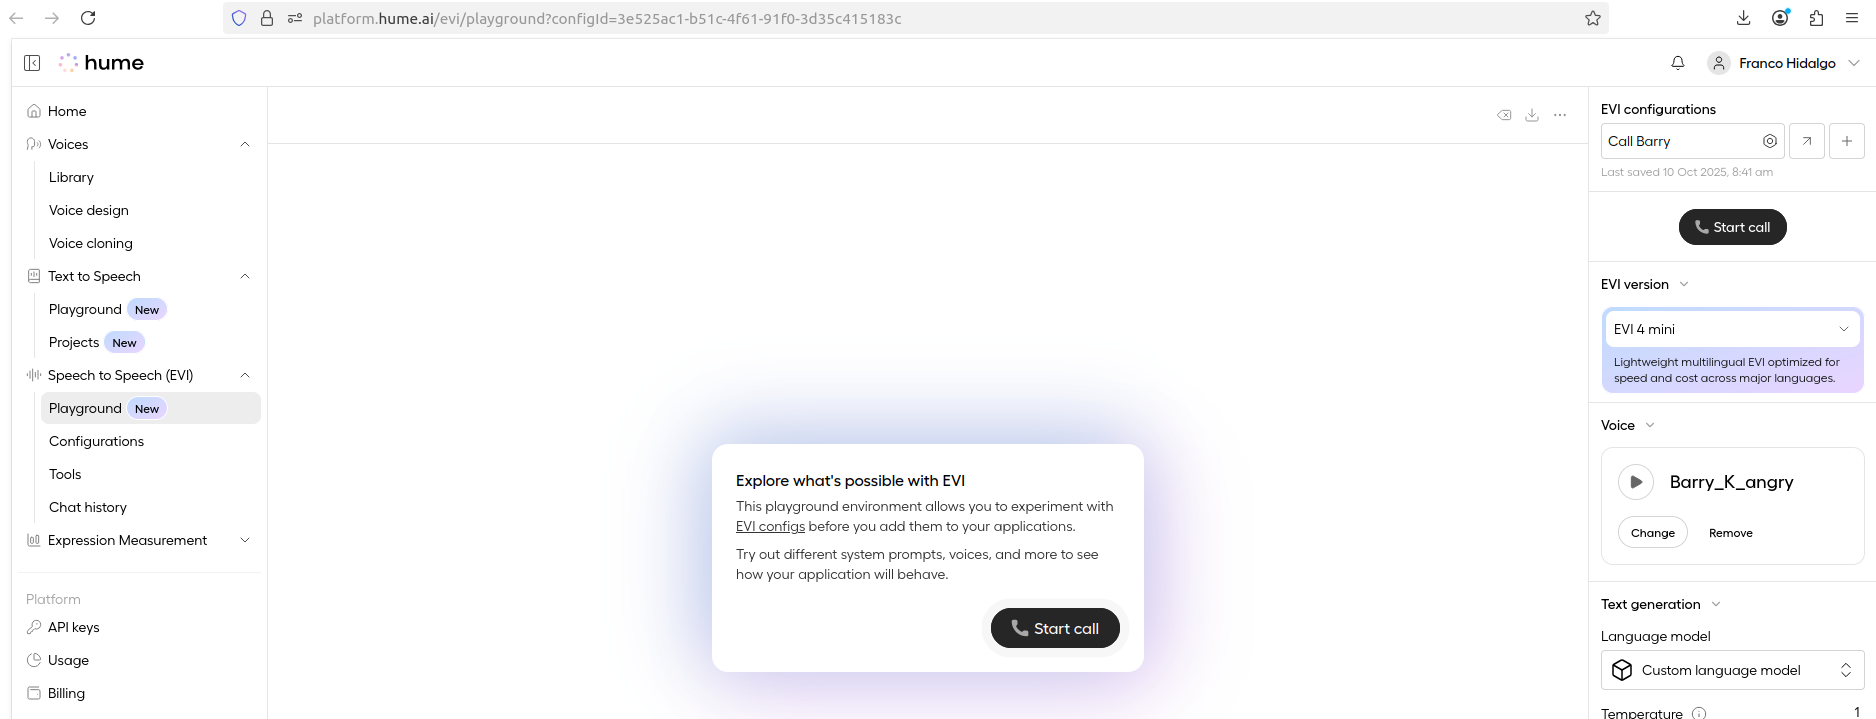 platform.hume.ai/evi/playground?configId=3e525ac1-b51c-4f61-91f0-3d35c415183c
hume
Franco Hidalgo
Home
Voices
Library
Voice design
Voice cloning
Text to Speech
Playground New
Projects New
Speech to Speech (EVI)
Playground New
Configurations
Tools
Chat history
Expression Measurement
Platform
API keys
Usage
Billing
Explore what's possible with EVI
This playground environment allows you to experiment with
EVI configs before you add them to your applications.
Try out different system prompts, voices, and more to see
how your application will behave.
Start call
EVI configurations
Call Barry
Last saved 10 Oct 2025, 8:41 am
Start call
EVI version
EVI 4 mini
Lightweight multilingual EVI optimized for
speed and cost across major languages.
Voice
Barry_K_angry
Change Remove
Text generation
Language model
Custom language model
Temperature 1